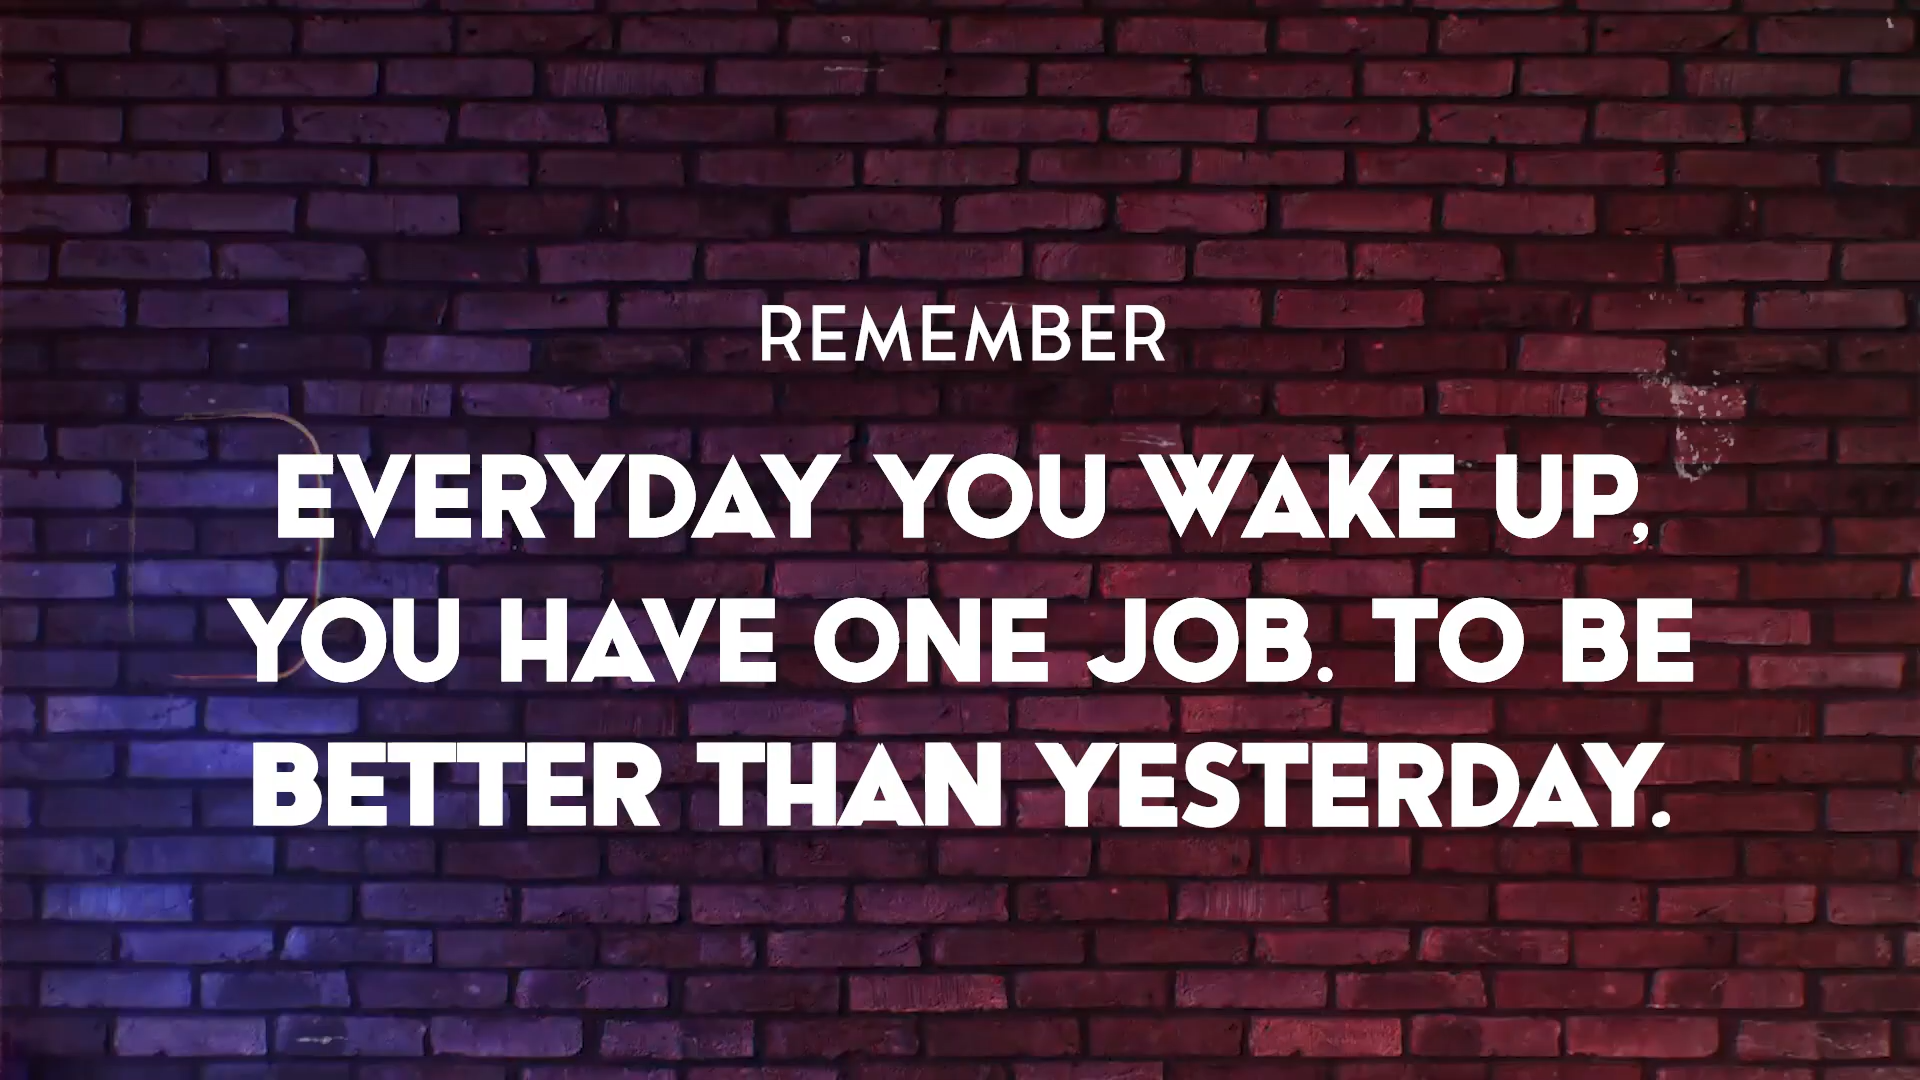 REMEMBER
EVERYDAY YOU WAKE UP,
YOU HAVE ONE JOB. TO BE
BETTER THAN YESTERDAY.